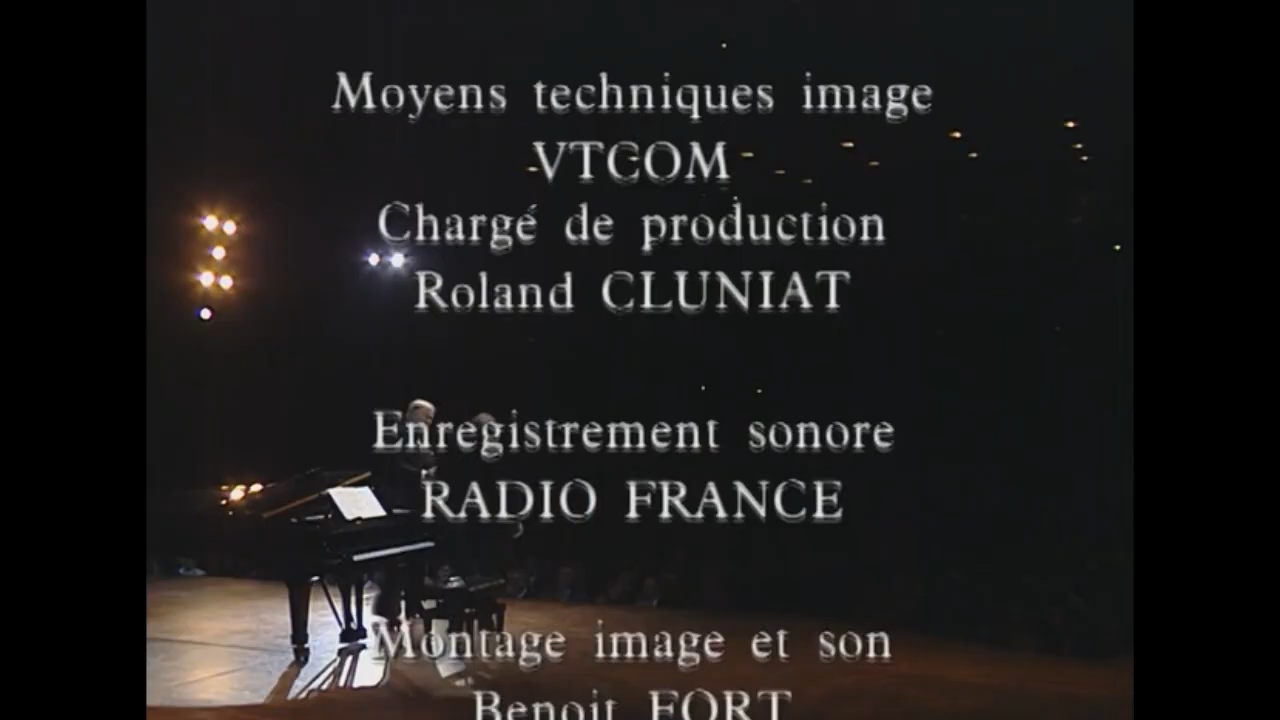 Moyens techniques image
VTCOM
Chargé de production
Roland CLUNIAT
Enregistrement sonore
RADIO FRANCE
Montage image et son
Benoit FORT